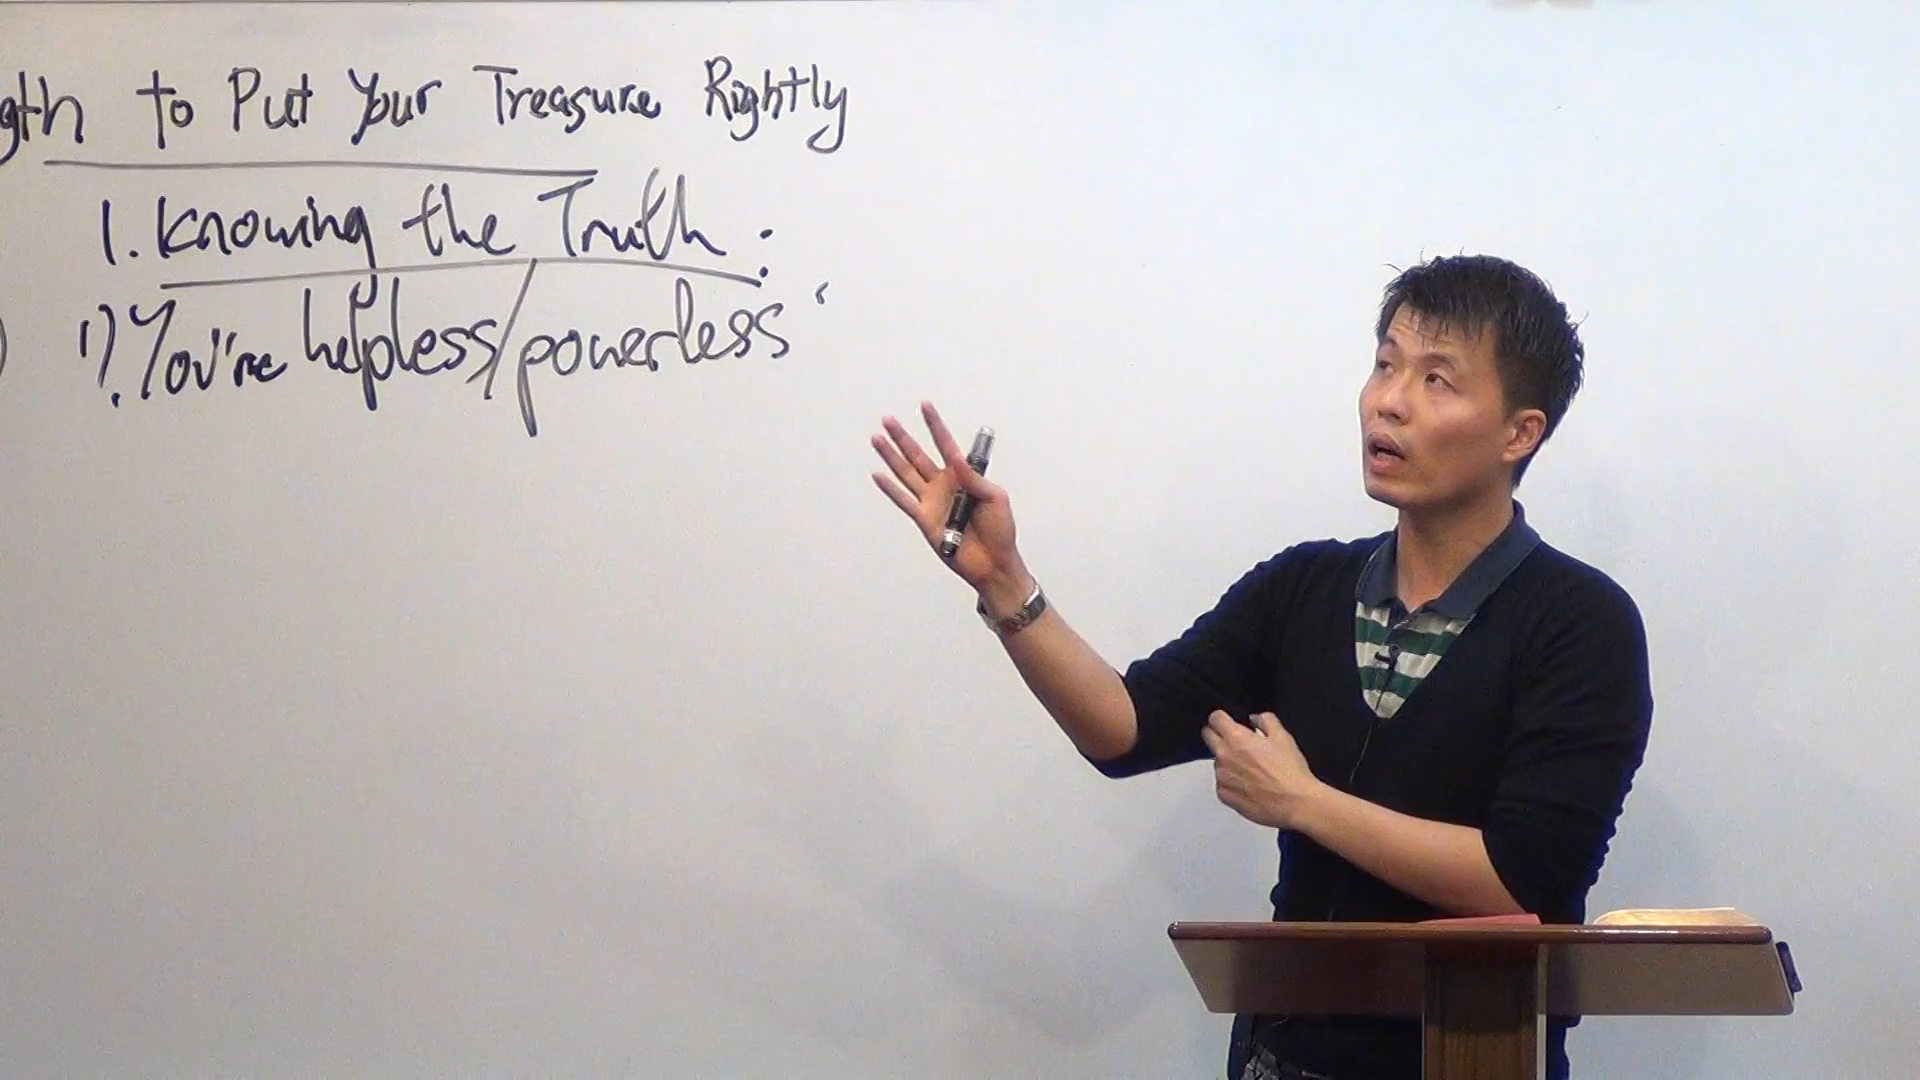 gth to Put Your Treasure Rightly
1. Knowing the Truth :
1). You're helpless/powerless